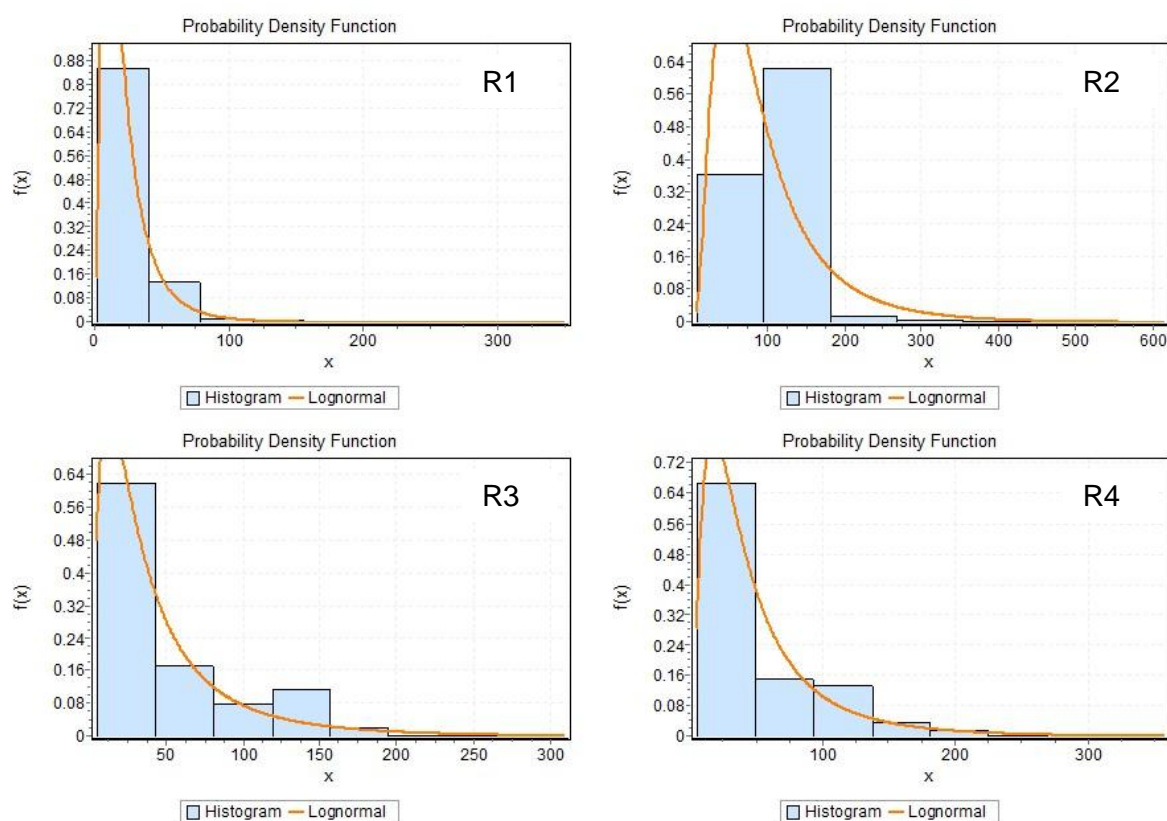 Probability Density Function
0.88
0.8
0.72
0.64
0.56
0.48
0.4
0.32
0.24
0.16
0.08
0
f(x)
R1
0 100 200 300
x
Histogram Lognormal
Probability Density Function
0.64
0.56
0.48
0.4
0.32
0.24
0.16
0.08
0
f(x)
R2
100 200 300 400 500 600
x
Histogram Lognormal
Probability Density Function
0.64
0.56
0.48
0.4
0.32
0.24
0.16
0.08
0
f(x)
R3
50 100 150 200 250 300
x
Histogram Lognormal
Probability Density Function
0.72
0.64
0.56
0.48
0.4
0.32
0.24
0.16
0.08
0
f(x)
R4
100 200 300
x
Histogram Lognormal